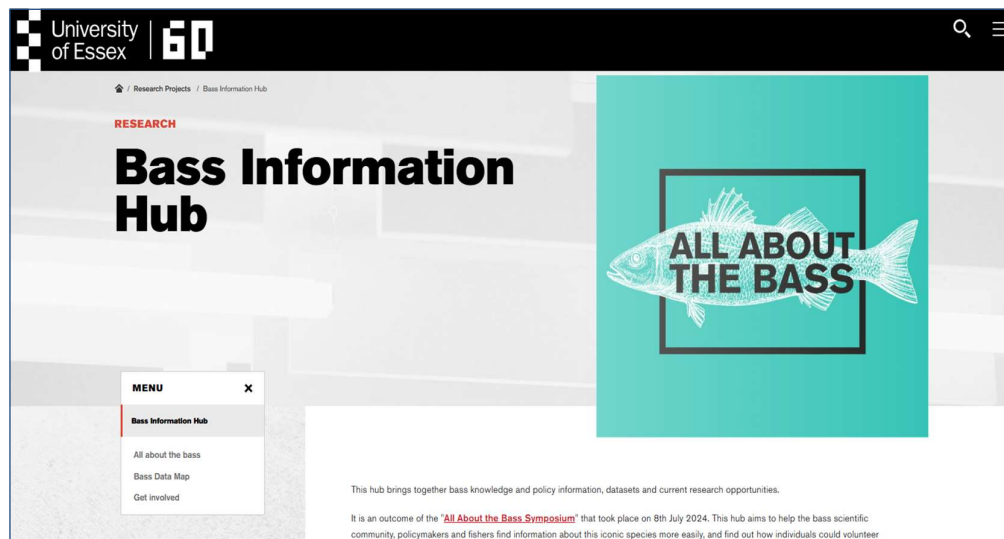 University
of Essex
60
Research Projects / Bass Information Hub
RESEARCH
Bass Information
Hub
ALL ABOUT
THE BASS
MENU
Bass Information Hub
All about the bass
Bass Data Map
Get involved
This hub brings together bass knowledge and policy information, datasets and current research opportunities.
It is an outcome of the "All About the Bass Symposium" that took place on 8th July 2024. This hub aims to help the bass scientific
community, policymakers and fishers find information about this iconic species more easily, and find out how individuals could volunteer